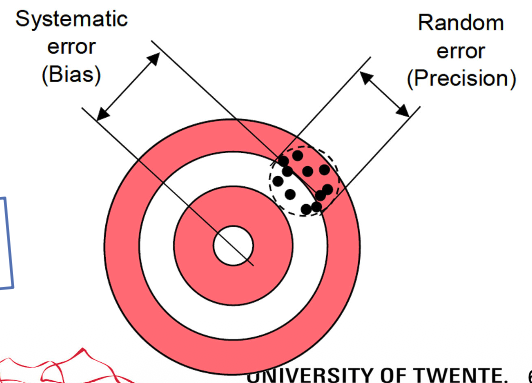 Systematic
error
(Bias)
Random
error
(Precision)
UNIVERSITY OF TWENTE.